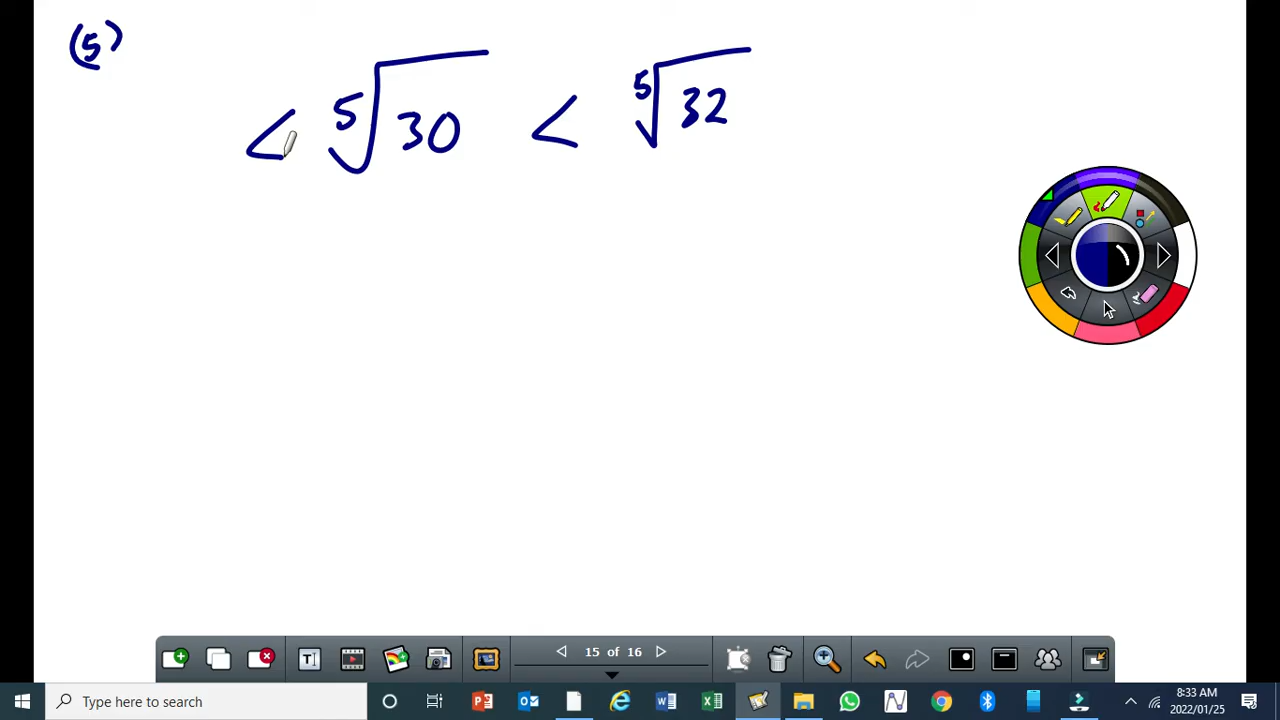 (5)
< ⁵√30 < ⁵√32
T
15 of 16
Type here to search
8:33 AM
2022/01/25